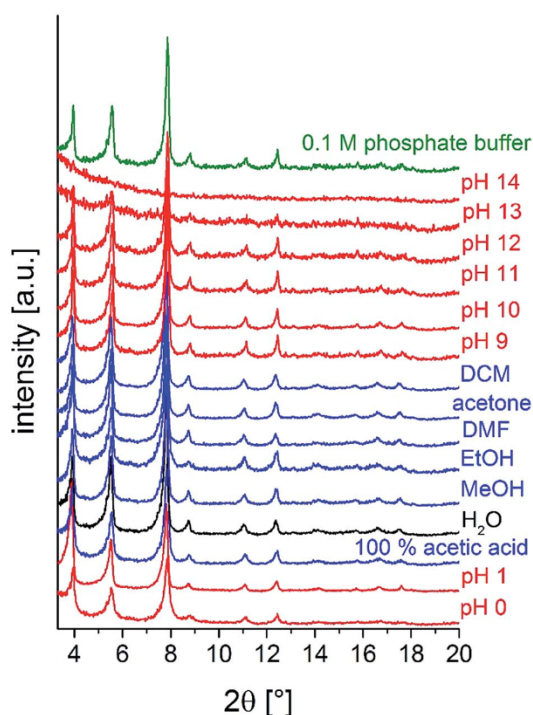 intensity [a.u.]
0.1 M phosphate buffer
pH 14
pH 13
pH 12
pH 11
pH 10
pH 9
DCM
acetone
DMF
EtOH
MeOH
H₂O
100 % acetic acid
pH 1
pH 0
4 6 8 10 12 14 16 18 20
2θ [°]